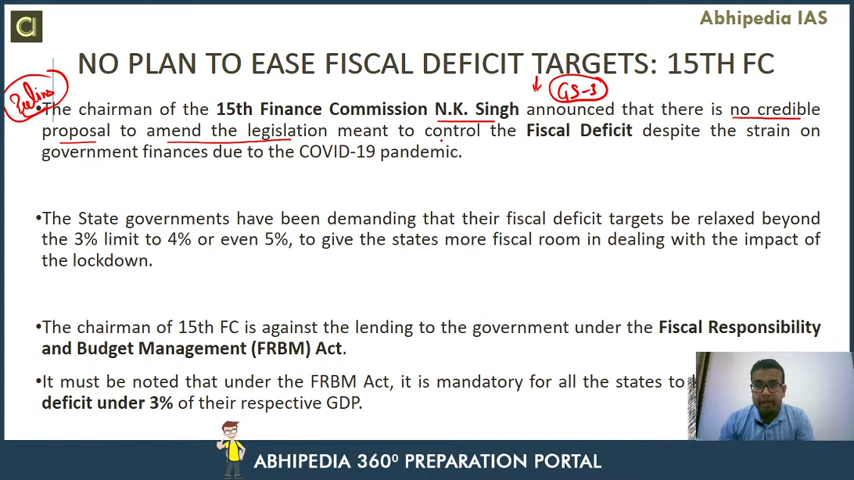 Abhipedia IAS
a
NO PLAN TO EASE FISCAL DEFICIT TARGETS: 15TH FC
Prelims
GS-3
•The chairman of the 15th Finance Commission N.K. Singh announced that there is no credible
proposal to amend the legislation meant to control the Fiscal Deficit despite the strain on
government finances due to the COVID-19 pandemic.
•The State governments have been demanding that their fiscal deficit targets be relaxed beyond
the 3% limit to 4% or even 5%, to give the states more fiscal room in dealing with the impact of
the lockdown.
•The chairman of 15th FC is against the lending to the government under the Fiscal Responsibility
and Budget Management (FRBM) Act.
•It must be noted that under the FRBM Act, it is mandatory for all the states to
deficit under 3% of their respective GDP.
ABHIPEDIA 360⁰ PREPARATION PORTAL